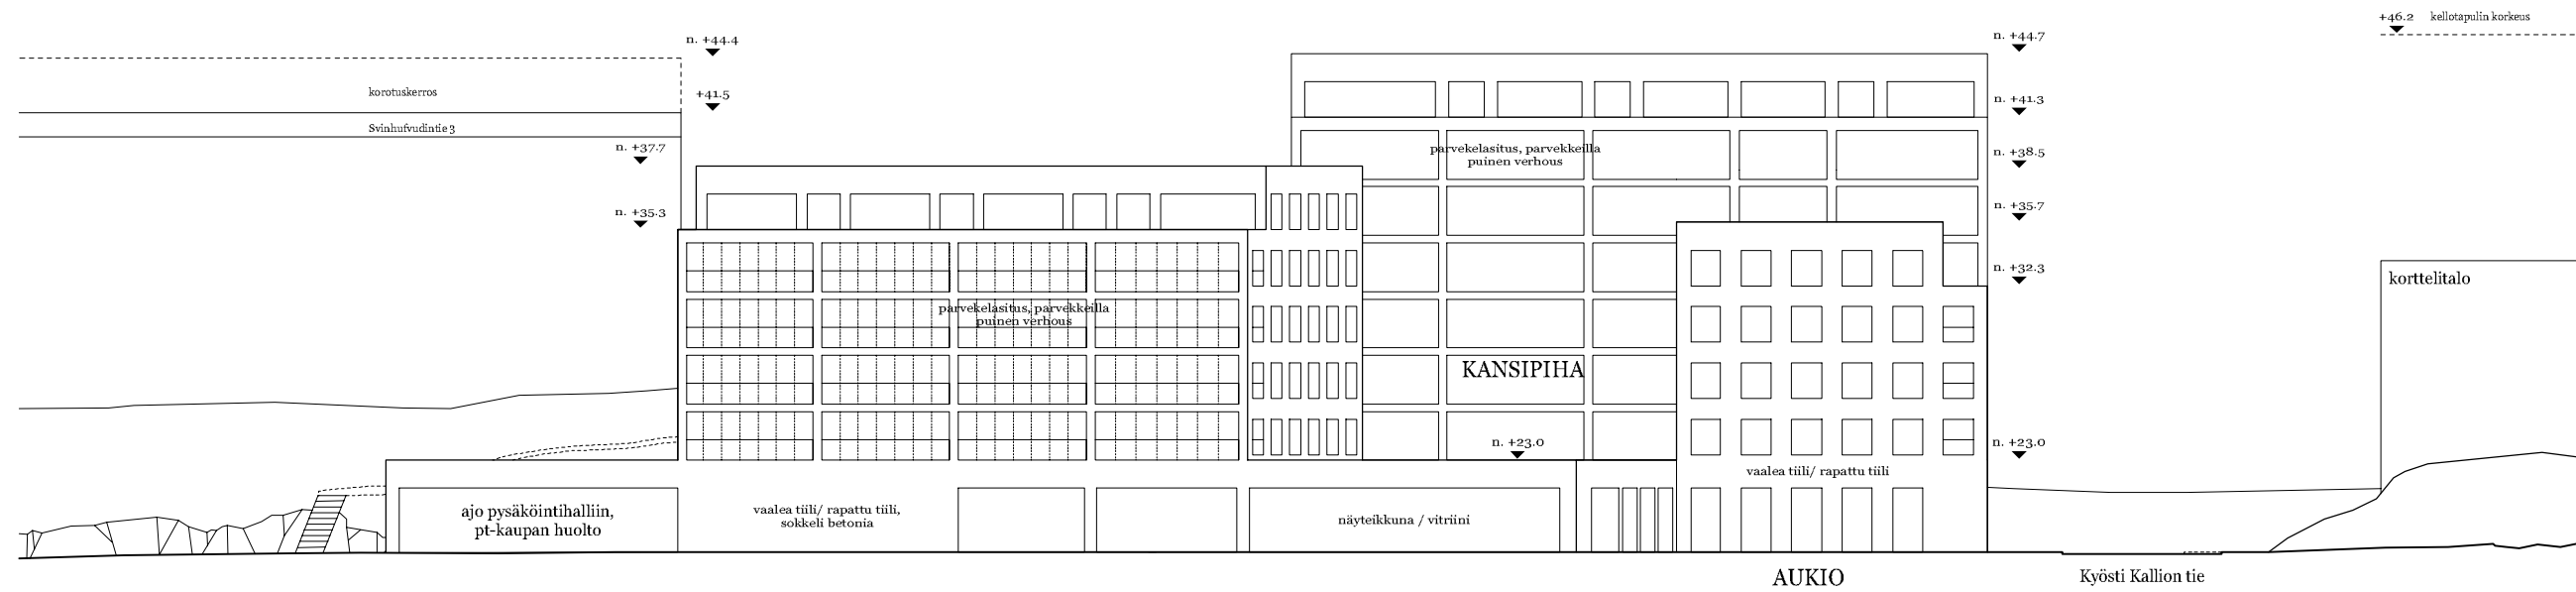 +46.2 kellotapulin korkeus
n. +44.4
n. +44.7
korotuskerros
+41.5
n. +41.3
Svinhufvudintie 3
n. +37.7
parvekelasitus, parvekkeilla
puinen verhous
n. +38.5
n. +35.3
n. +35.7
n. +32.3
korttelitalo
parvekelasitus, parvekkeilla
puinen verhous
KANSIPIHA
n. +23.0
n. +23.0
vaalea tiili/ rapattu tiili
ajo pysäköintihalliin,
pt-kaupan huolto
vaalea tiili/ rapattu tiili,
sokkeli betonia
näyteikkuna / vitriini
AUKIO
Kyösti Kallion tie